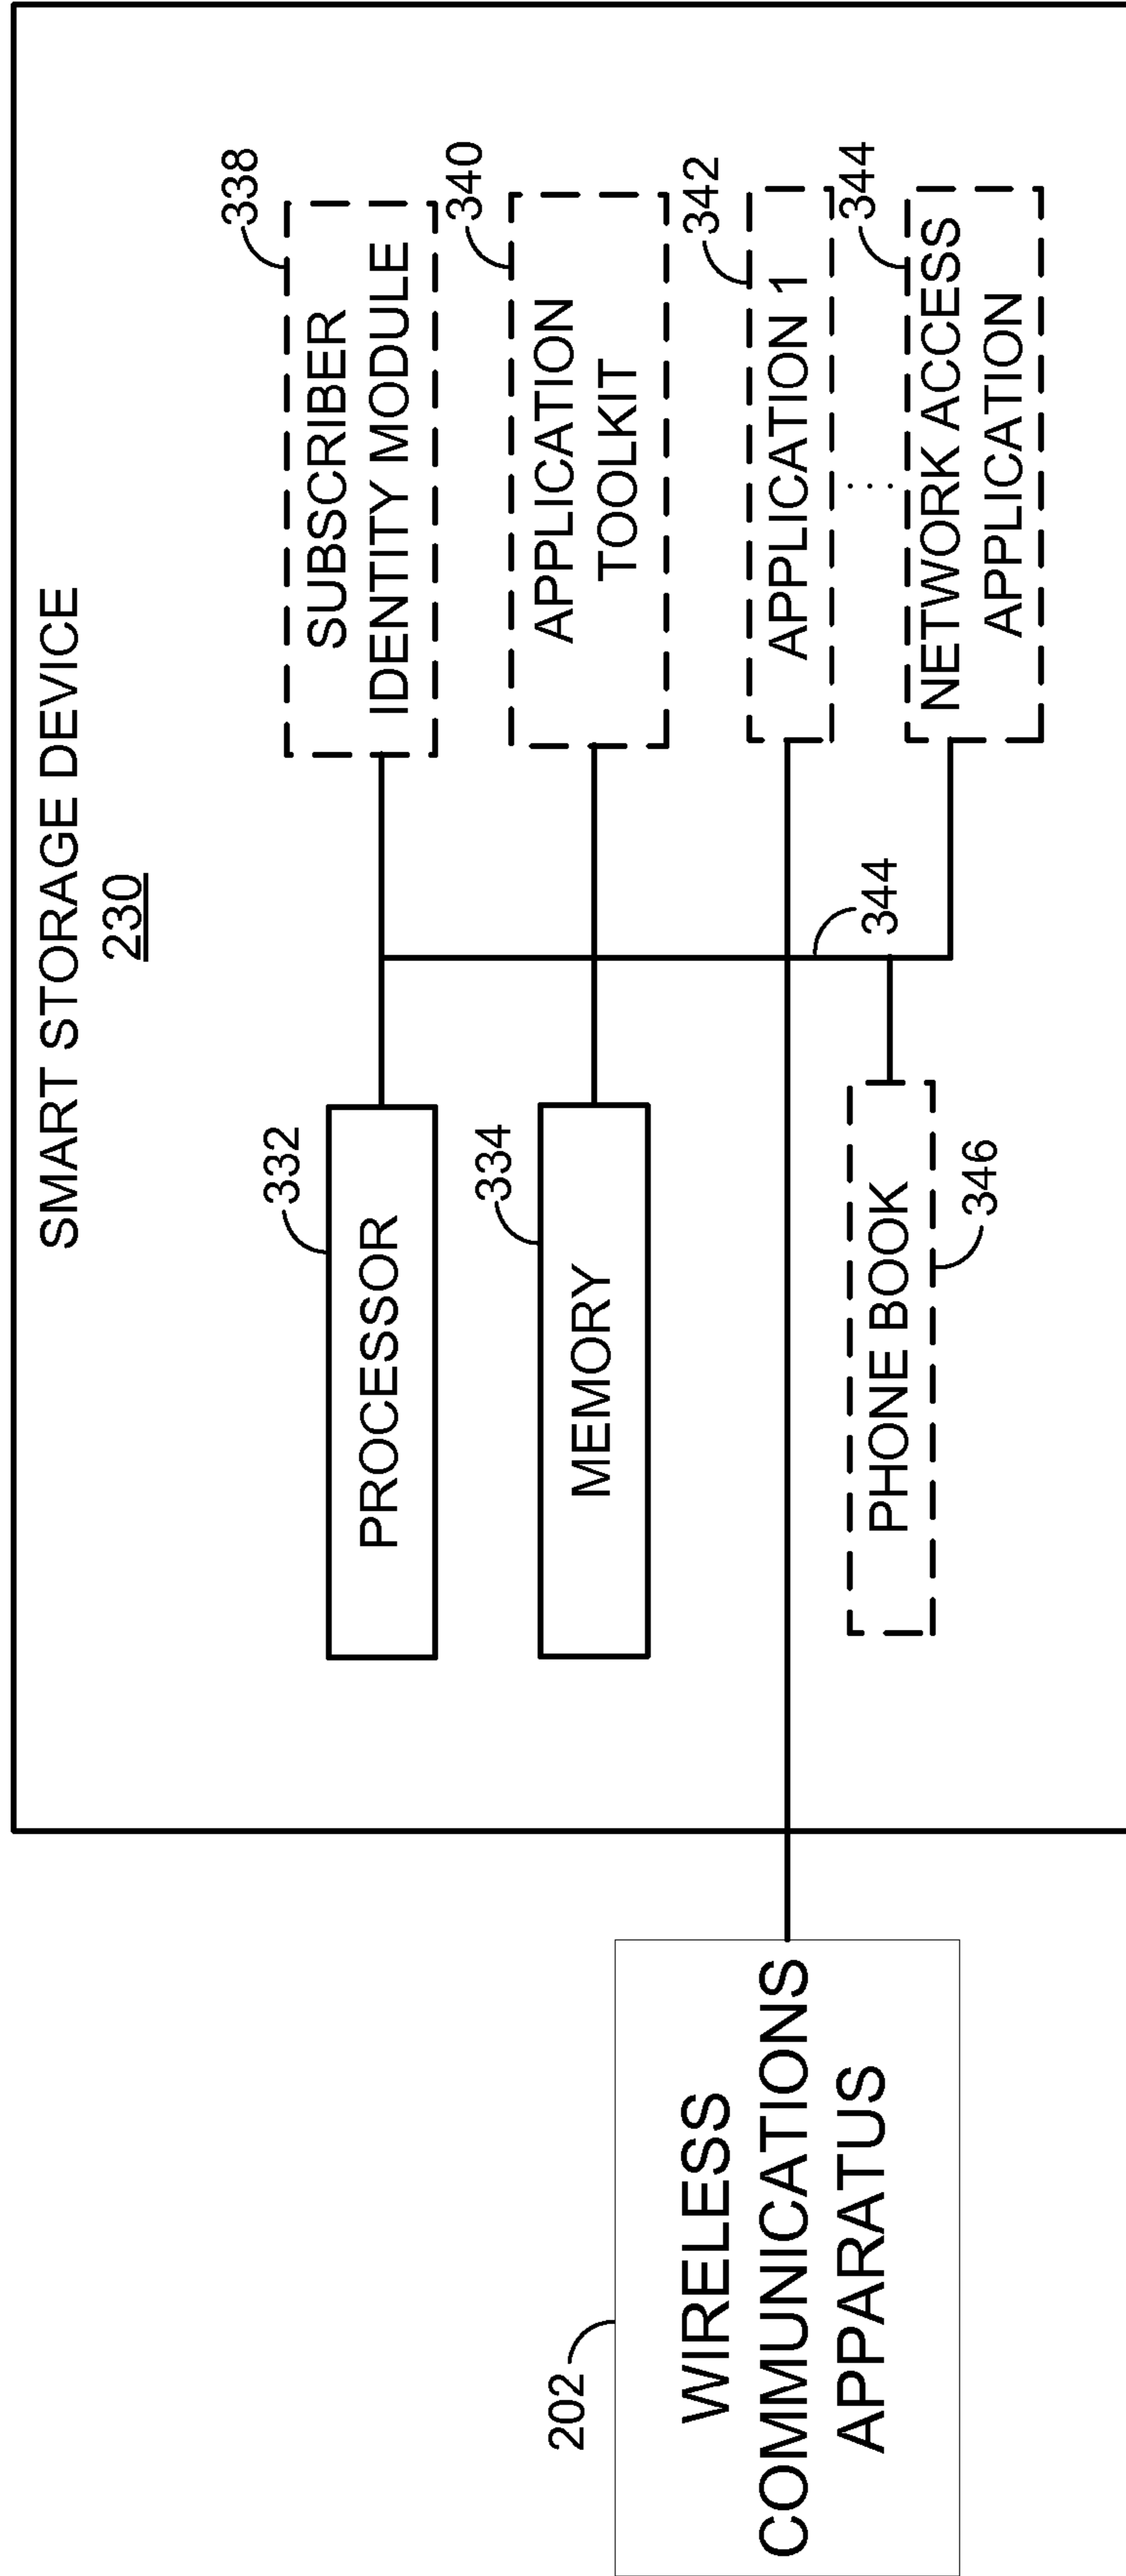 SMART STORAGE DEVICE
230
332
PROCESSOR
338
SUBSCRIBER
IDENTITY MODULE
334
MEMORY
340
APPLICATION
TOOLKIT
202
WIRELESS
COMMUNICATIONS
APPARATUS
342
APPLICATION 1
344
PHONE BOOK
346
344
NETWORK ACCESS
APPLICATION